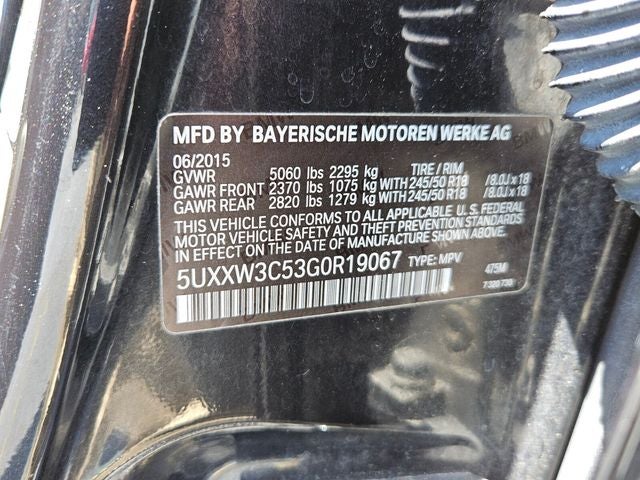 MFD BY BAYERISCHE MOTOREN WERKE AG
06/2015 TIRE / RIM
GVWR 5060 lbs 2295 kg
GAWR FRONT 2370 lbs 1075 kg WITH 245/50 R18 /8.0J x 18
GAWR REAR 2820 lbs 1279 kg WITH 245/50 R18 /8.0J x 18
THIS VEHICLE CONFORMS TO ALL APPLICABLE U. S. FEDERAL
MOTOR VEHICLE SAFETY AND THEFT PREVENTION STANDARDS
IN EFFECT ON THE DATE OF MANUFACTURE SHOWN ABOVE.
5UXXW3C53G0R19067 TYPE: MPV 475M
7320730